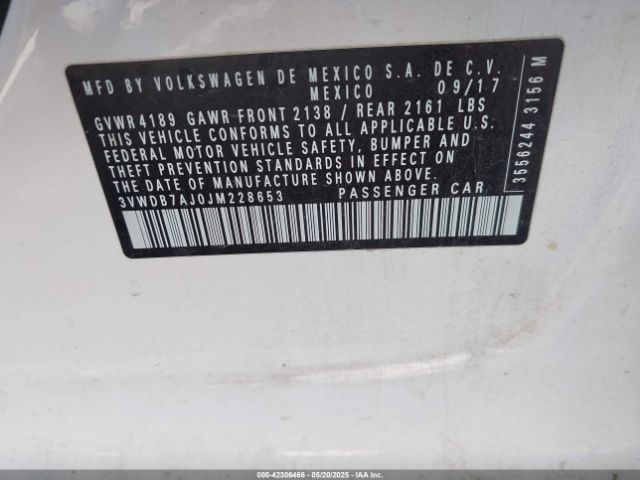 MFD BY VOLKSWAGEN DE MEXICO S.A. DE C.V.
MEXICO 09/17
GVWR 4189 GAWR FRONT 2138 / REAR 2161 LBS
THIS VEHICLE CONFORMS TO ALL APPLICABLE U.S.
FEDERAL MOTOR VEHICLE SAFETY, BUMPER AND
THEFT PREVENTION STANDARDS IN EFFECT ON THE
DATE OF MANUFACTURE SHOWN ABOVE.
3VWDB7AJ0JM228653 PASSENGER CAR
3556244 3156 M
000-42306466 - 05/20/2025 - © IAA Holdings, LLC